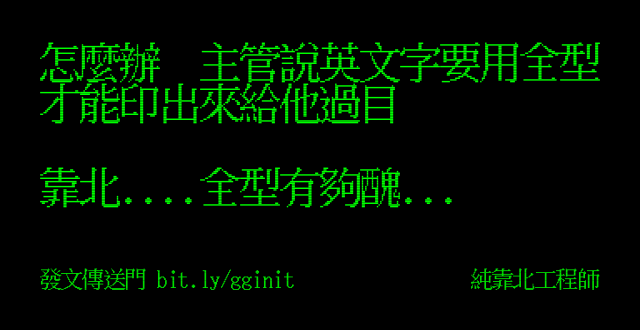 怎麼辦　主管說英文字要用全型
才能印出來給他過目
靠北....全型有夠醜...
發文傳送門 bit.ly/gginit
純靠北工程師